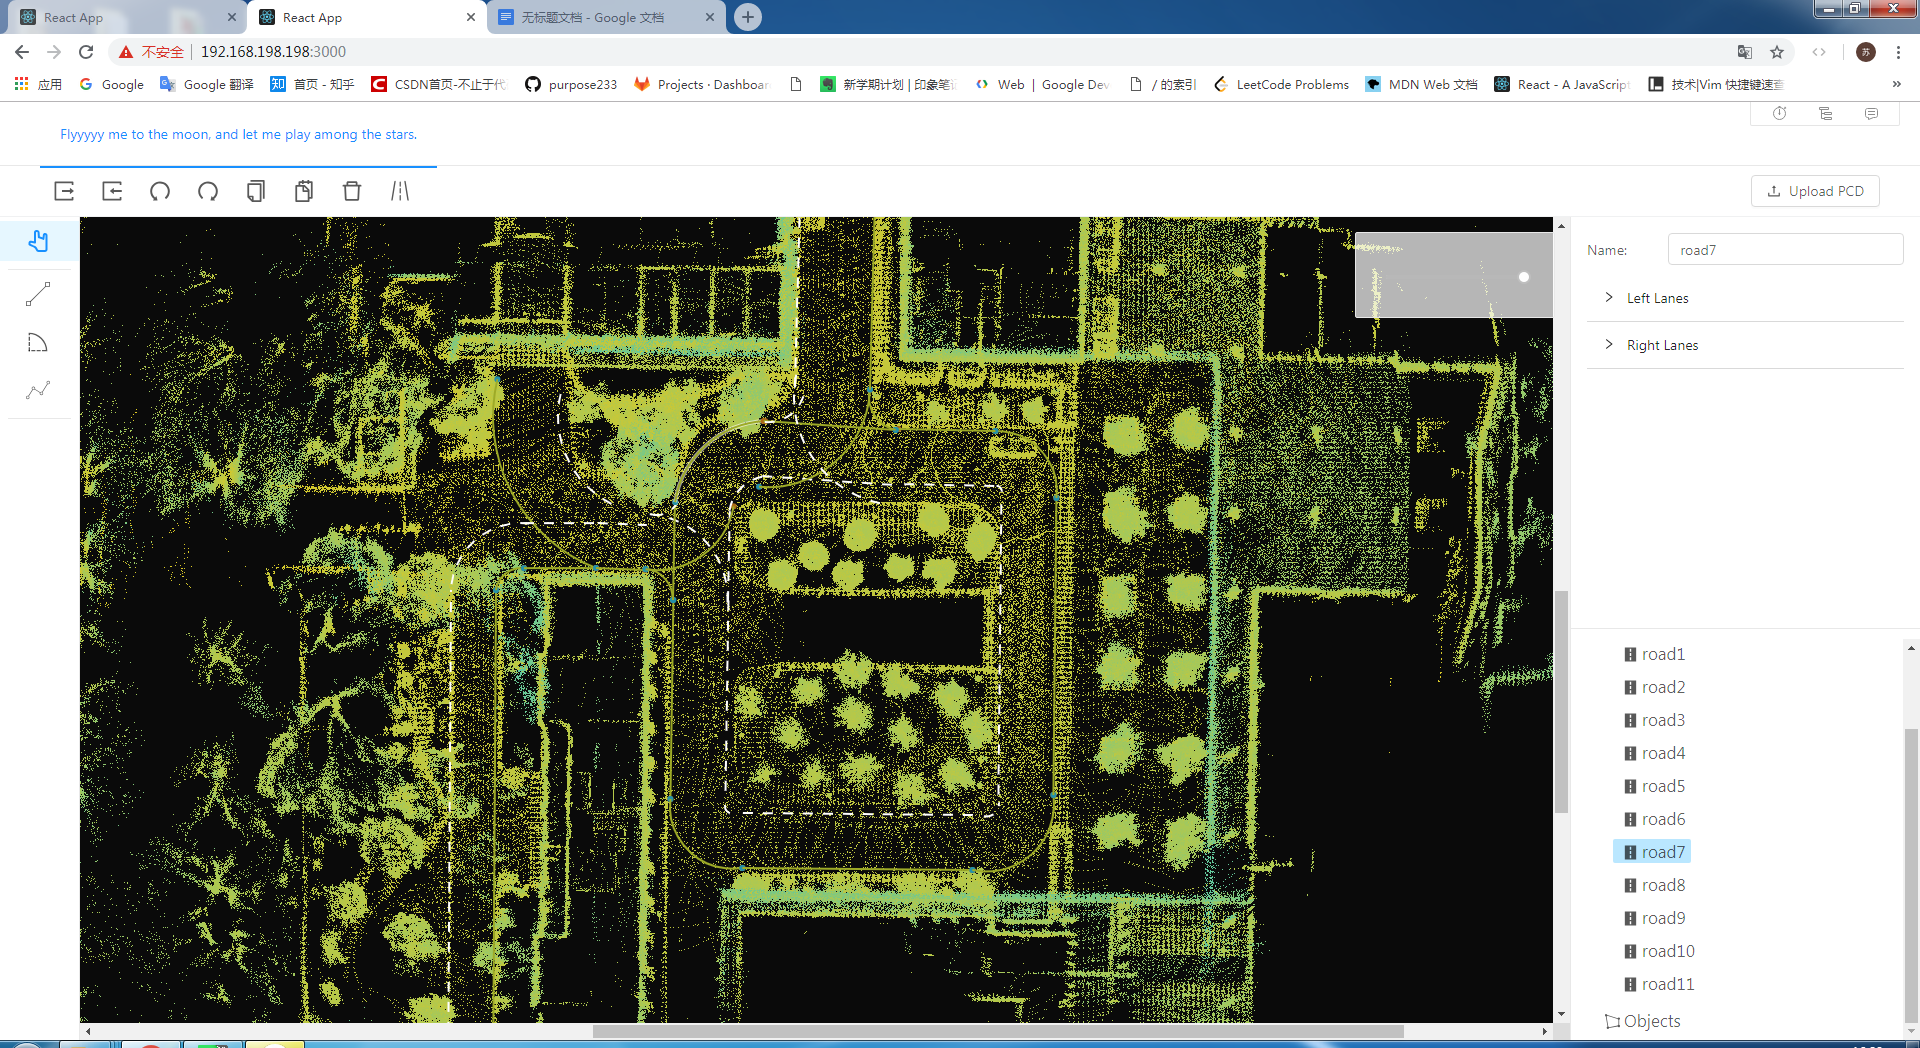 React App
React App
无标题文档 - Google 文档
不安全
192.168.198.198:3000
苏
应用
Google
Google 翻译
首页 - 知乎
CSDN首页-不止于代
purpose233
Projects · Dashboar
新学期计划 | 印象笔
Web | Google Dev
/ 的索引
LeetCode Problems
MDN Web 文档
React - A JavaScript
技术|Vim 快捷键速查
Flyyyyy me to the moon, and let me play among the stars.
Upload PCD
Name:
road7
Left Lanes
Right Lanes
road1
road2
road3
road4
road5
road6
road7
road8
road9
road10
road11
Objects